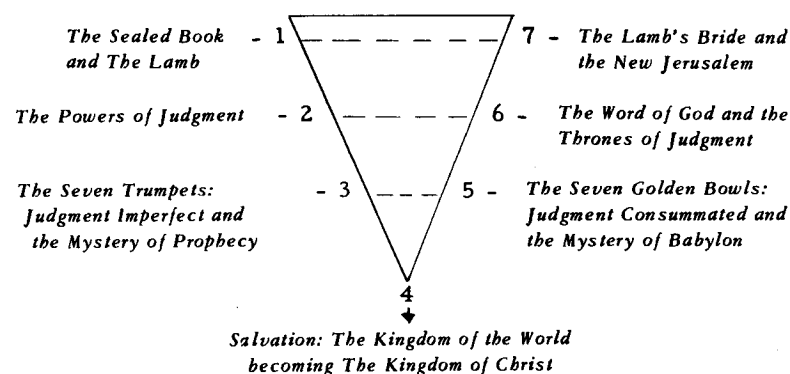 The Sealed Book - 1
and The Lamb
7 - The Lamb's Bride and
the New Jerusalem
The Powers of Judgment - 2
6 - The Word of God and the
Thrones of Judgment
The Seven Trumpets: - 3
Judgment Imperfect and
the Mystery of Prophecy
5 - The Seven Golden Bowls:
Judgment Consummated and
the Mystery of Babylon
4
Salvation: The Kingdom of the World
becoming The Kingdom of Christ